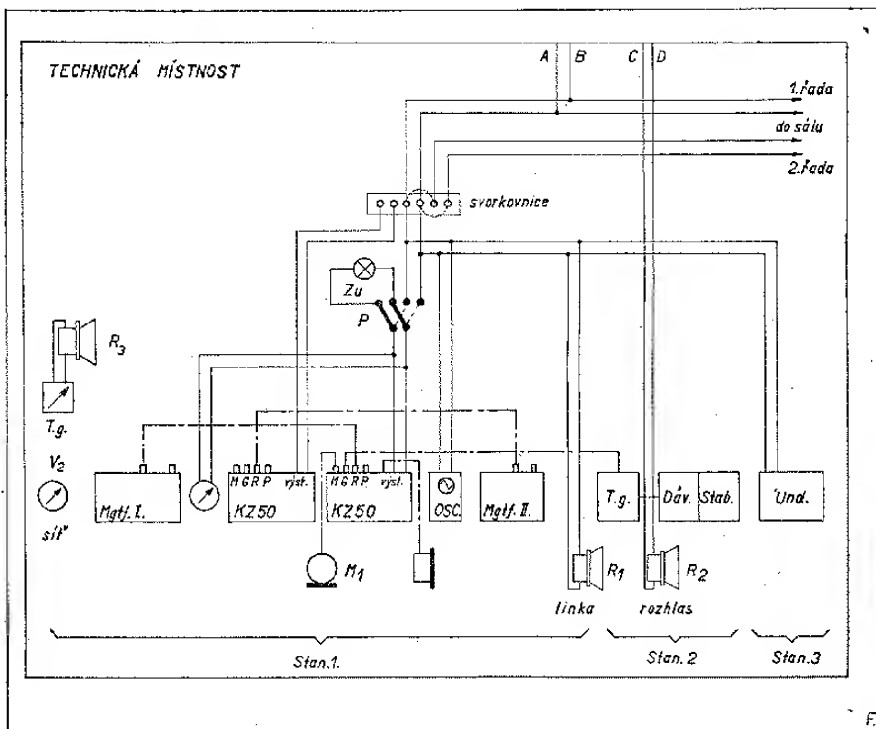 TECHNICKÁ MÍSTNOST
A B C D
1.řada
do sálu
2.řada
svorkovnice
Zu
P
R3
T.g.
V2
síť
Mgtf. I.
M G R P výst.
KZ50
M G R P výst.
KZ50
OSC.
Mgtf. II.
T.g.
Dáv. Stab.
Und.
M1
R1
R2
linka
rozhlas
Stan.1.
Stan.2
Stan.3
F.